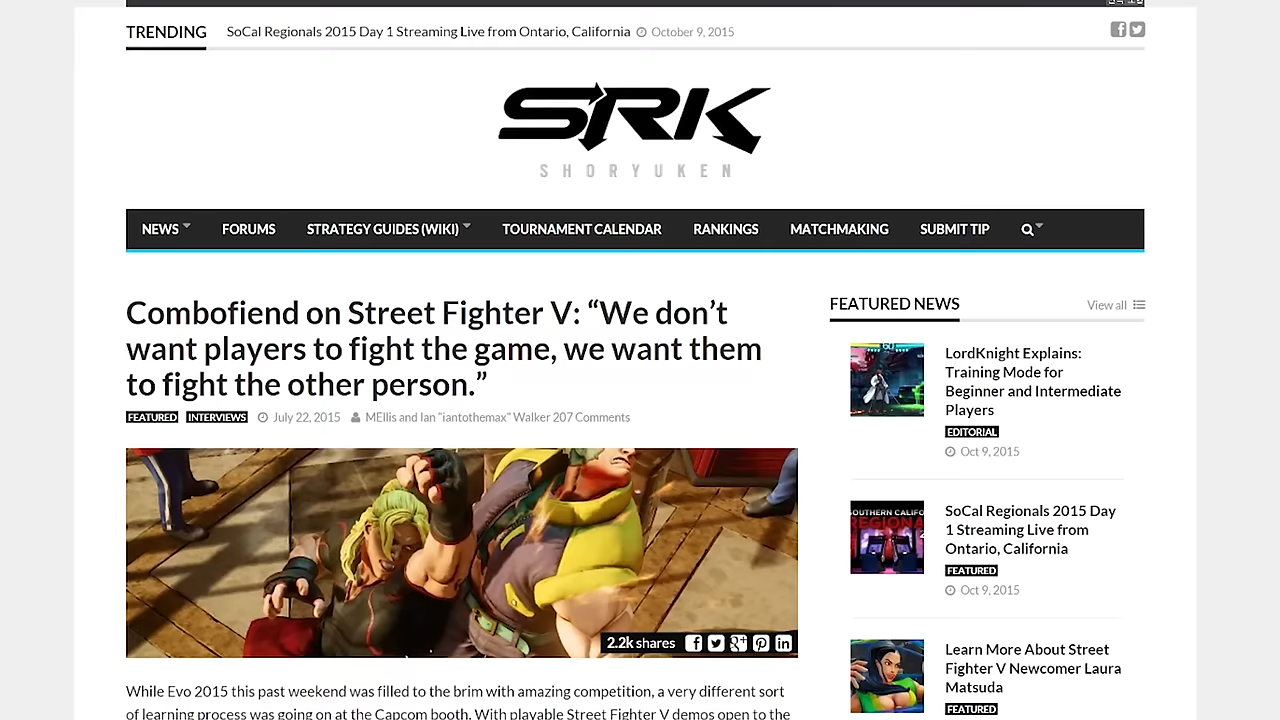 TRENDING SoCal Regionals 2015 Day 1 Streaming Live from Ontario, California October 9, 2015
SRK
SHORYUKEN
NEWS FORUMS STRATEGY GUIDES (WIKI) TOURNAMENT CALENDAR RANKINGS MATCHMAKING SUBMIT TIP
Combofiend on Street Fighter V: “We don’t
want players to fight the game, we want them
to fight the other person.”
FEATURED INTERVIEWS July 22, 2015 MEllis and Ian "iantothemax" Walker 207 Comments
2.2k shares
While Evo 2015 this past weekend was filled to the brim with amazing competition, a very different sort
of learning process was going on at the Capcom booth. With playable Street Fighter V demos open to the
FEATURED NEWS View all
LordKnight Explains:
Training Mode for
Beginner and Intermediate
Players
EDITORIAL
Oct 9, 2015
SOUTHERN CALIFO
REGIONA
SoCal Regionals 2015 Day
1 Streaming Live from
Ontario, California
FEATURED
Oct 9, 2015
Learn More About Street
Fighter V Newcomer Laura
Matsuda
FEATURED